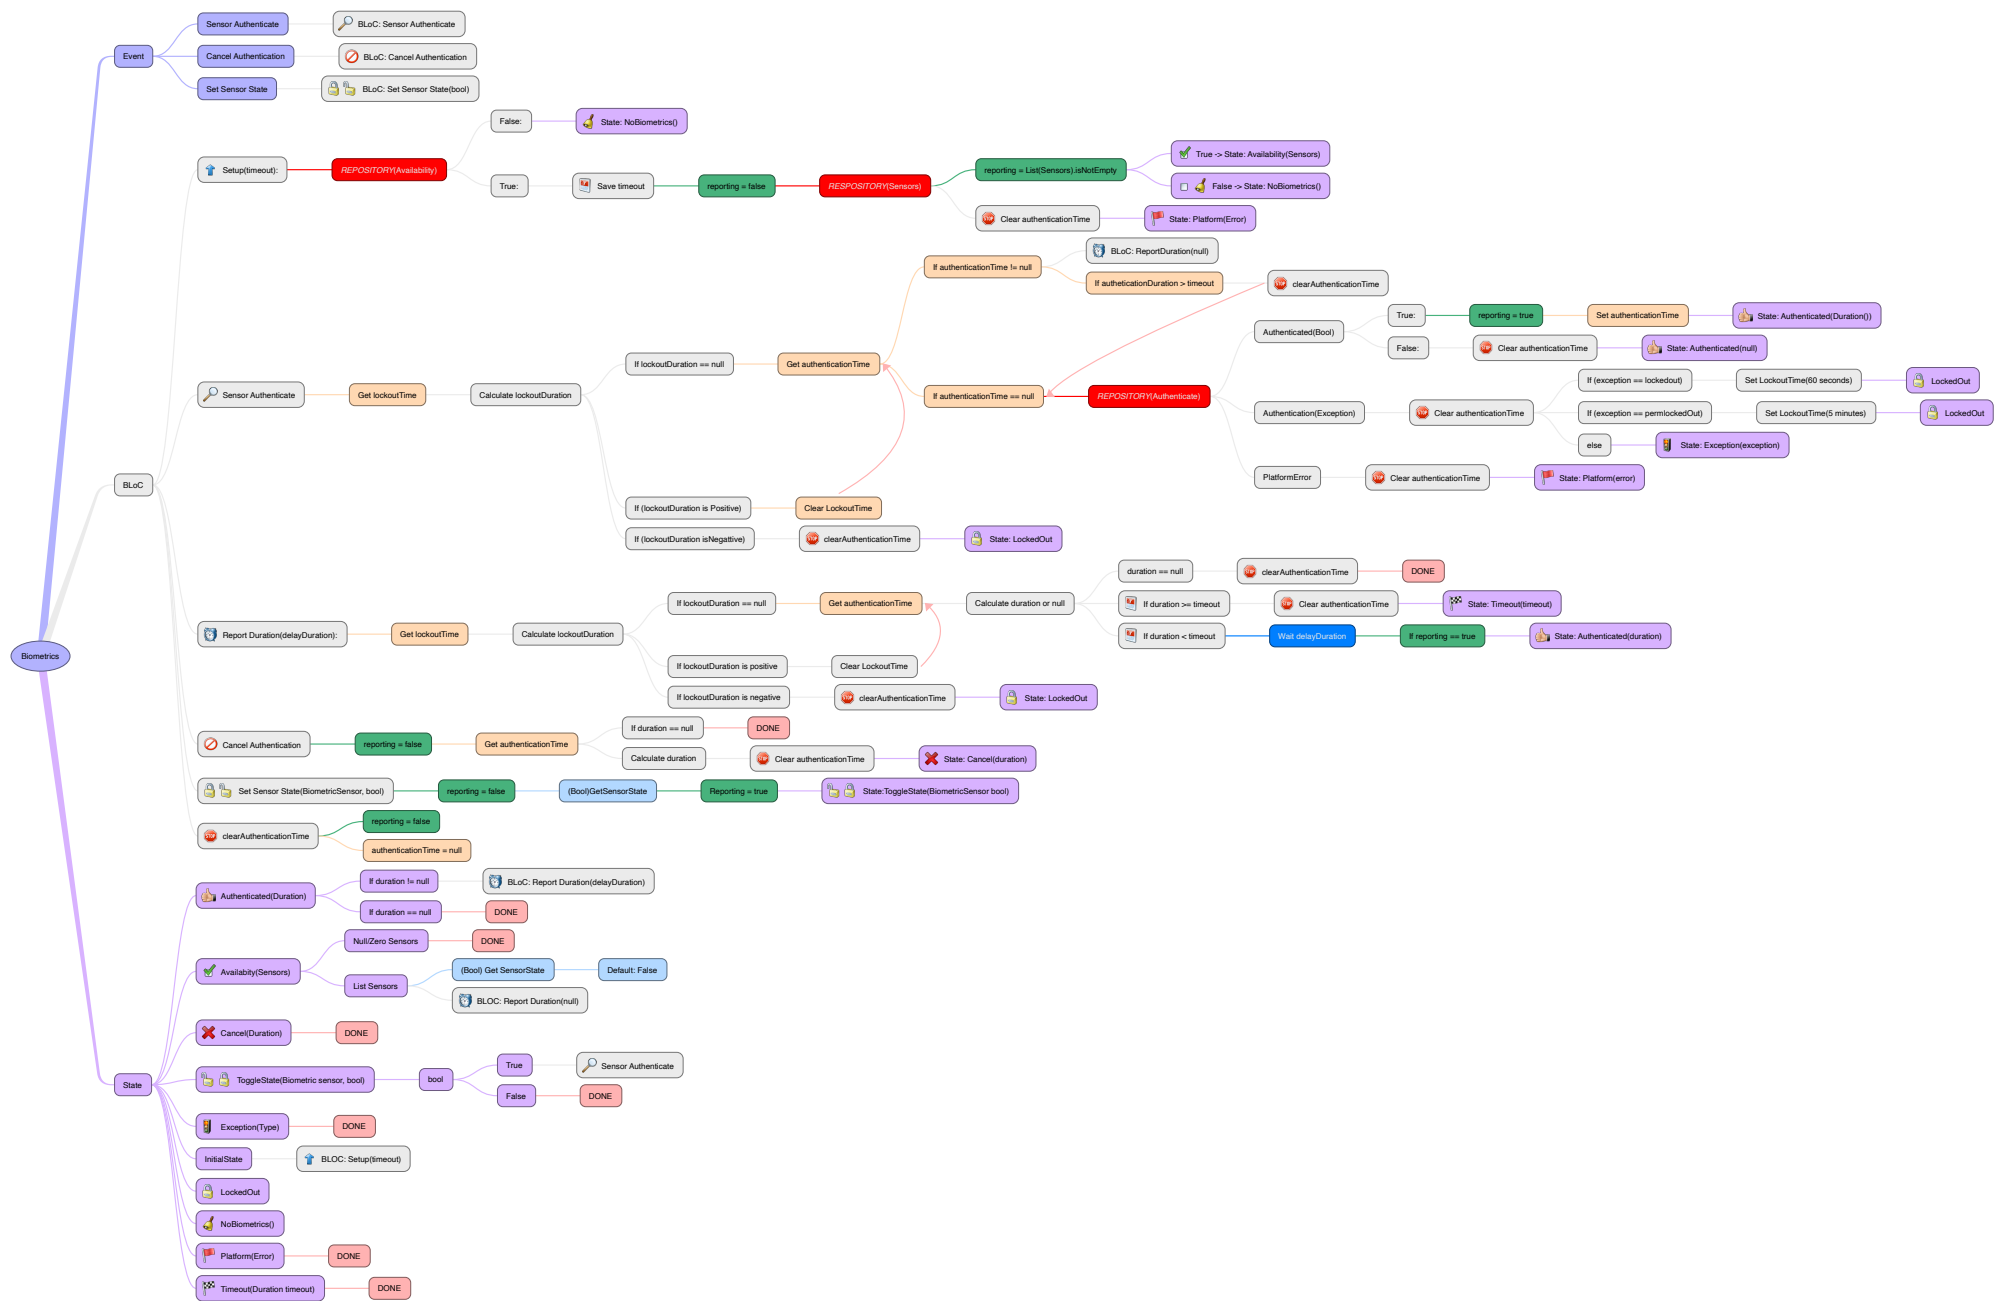 Biometrics
Event
Sensor Authenticate
BLoC: Sensor Authenticate
Cancel Authentication
BLoC: Cancel Authentication
Set Sensor State
BLoC: Set Sensor State(bool)
BLoC
Setup(timeout):
REPOSITORY(Availability)
False:
State: NoBiometrics()
True:
Save timeout
reporting = false
RESPOSITORY(Sensors)
reporting = List(Sensors).isNotEmpty
True -> State: Availability(Sensors)
False -> State: NoBiometrics()
Clear authenticationTime
State: Platform(Error)
Sensor Authenticate
Get lockoutTime
Calculate lockoutDuration
If lockoutDuration == null
Get authenticationTime
If authenticationTime != null
BLoC: ReportDuration(null)
If autheticationDuration > timeout
clearAuthenticationTime
If authenticationTime == null
REPOSITORY(Authenticate)
Authenticated(Bool)
True:
reporting = true
Set authenticationTime
State: Authenticated(Duration())
False:
Clear authenticationTime
State: Authenticated(null)
Authentication(Exception)
Clear authenticationTime
If (exception == lockedout)
Set LockoutTime(60 seconds)
LockedOut
If (exception == permlockedOut)
Set LockoutTime(5 minutes)
LockedOut
else
State: Exception(exception)
PlatformError
Clear authenticationTime
State: Platform(error)
If (lockoutDuration is Positive)
Clear LockoutTime
If (lockoutDuration isNegattive)
clearAuthenticationTime
State: LockedOut
Report Duration(delayDuration):
Get lockoutTime
Calculate lockoutDuration
If lockoutDuration == null
Get authenticationTime
Calculate duration or null
duration == null
clearAuthenticationTime
DONE
If duration >= timeout
Clear authenticationTime
State: Timeout(timeout)
If duration < timeout
Wait delayDuration
If reporting == true
State: Authenticated(duration)
If lockoutDuration is positive
Clear LockoutTime
If lockoutDuration is negative
clearAuthenticationTime
State: LockedOut
Cancel Authentication
reporting = false
Get authenticationTime
If duration == null
DONE
Calculate duration
Clear authenticationTime
State: Cancel(duration)
Set Sensor State(BiometricSensor, bool)
reporting = false
(Bool)GetSensorState
Reporting = true
State:ToggleState(BiometricSensor bool)
clearAuthenticationTime
reporting = false
authenticationTime = null
State
Authenticated(Duration)
If duration != null
BLoC: Report Duration(delayDuration)
If duration == null
DONE
Availabity(Sensors)
Null/Zero Sensors
DONE
List Sensors
(Bool) Get SensorState
Default: False
BLOC: Report Duration(null)
Cancel(Duration)
DONE
ToggleState(Biometric sensor, bool)
bool
True
Sensor Authenticate
False
DONE
Exception(Type)
DONE
InitialState
BLOC: Setup(timeout)
LockedOut
NoBiometrics()
Platform(Error)
DONE
Timeout(Duration timeout)
DONE